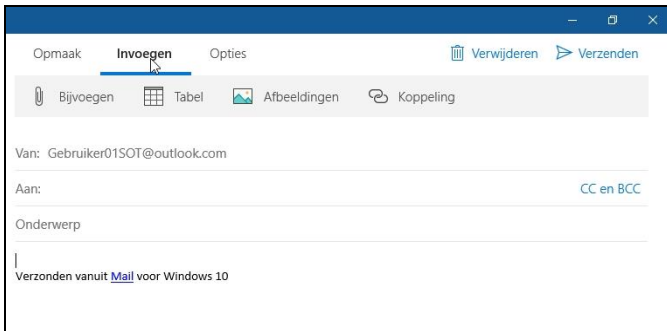 Opmaak Invoegen Opties Verwijderen Verzenden
Bijvoegen Tabel Afbeeldingen Koppeling
Van: Gebruiker01SOT@outlook.com
Aan: CC en BCC
Onderwerp
Verzonden vanuit Mail voor Windows 10